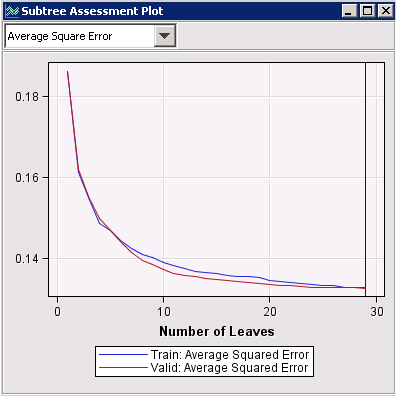 Subtree Assessment Plot
Average Square Error
0.18
0.16
0.14
0 10 20 30
Number of Leaves
Train: Average Squared Error
Valid: Average Squared Error